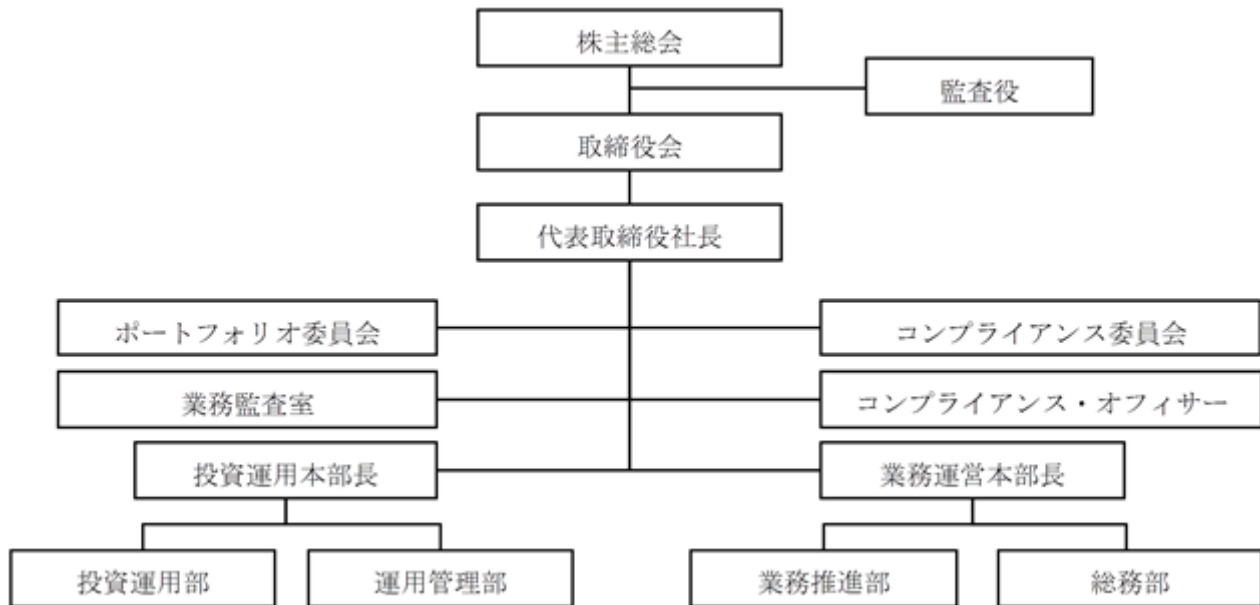 株主総会
監査役
取締役会
代表取締役社長
ポートフォリオ委員会
コンプライアンス委員会
業務監査室
コンプライアンス・オフィサー
投資運用本部長
業務運営本部長
投資運用部
運用管理部
業務推進部
総務部